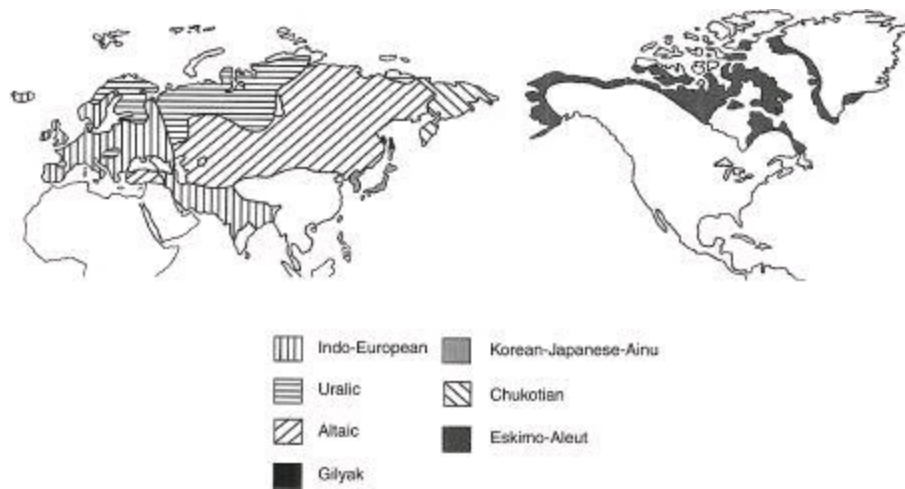 Indo-European
Korean-Japanese-Ainu
Uralic
Chukotian
Altaic
Eskimo-Aleut
Gilyak